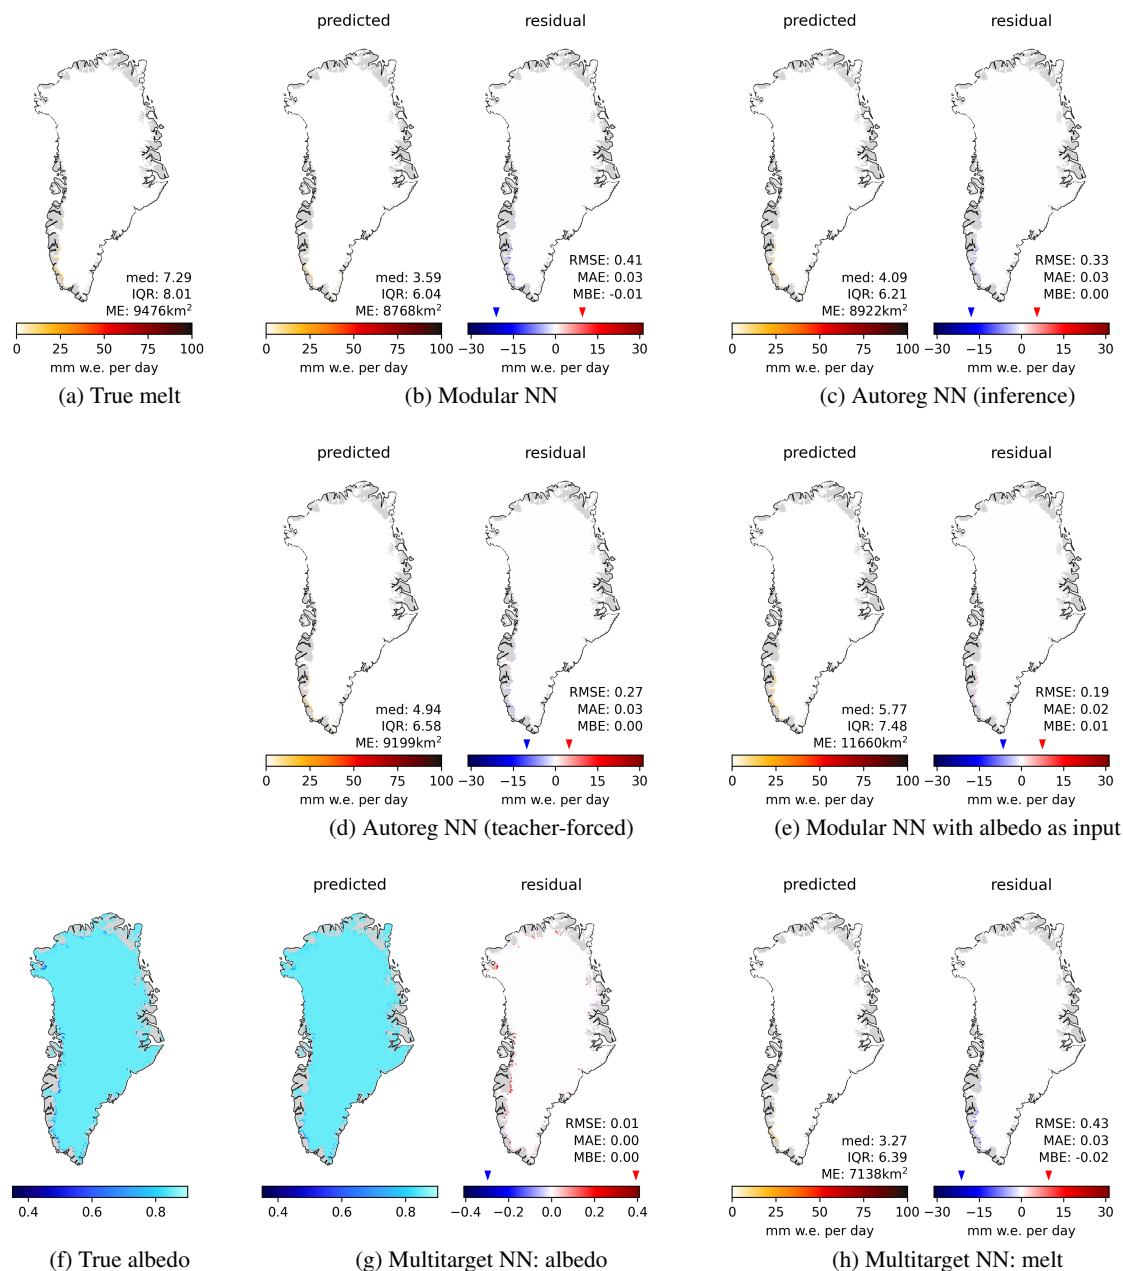 predicted residual predicted residual
med: 7.29
IQR: 8.01
ME: 9476km²
med: 3.59
IQR: 6.04
ME: 8768km²
RMSE: 0.41
MAE: 0.03
MBE: -0.01
med: 4.09
IQR: 6.21
ME: 8922km²
RMSE: 0.33
MAE: 0.03
MBE: 0.00
0 25 50 75 100
mm w.e. per day
0 25 50 75 100
mm w.e. per day
−30 −15 0 15 30
mm w.e. per day
0 25 50 75 100
mm w.e. per day
−30 −15 0 15 30
mm w.e. per day
(a) True melt
(b) Modular NN
(c) Autoreg NN (inference)
predicted residual predicted residual
med: 4.94
IQR: 6.58
ME: 9199km²
RMSE: 0.27
MAE: 0.03
MBE: 0.00
med: 5.77
IQR: 7.48
ME: 11660km²
RMSE: 0.19
MAE: 0.02
MBE: 0.01
0 25 50 75 100
mm w.e. per day
−30 −15 0 15 30
mm w.e. per day
0 25 50 75 100
mm w.e. per day
−30 −15 0 15 30
mm w.e. per day
(d) Autoreg NN (teacher-forced)
(e) Modular NN with albedo as input
predicted residual predicted residual
RMSE: 0.01
MAE: 0.00
MBE: 0.00
med: 3.27
IQR: 6.39
ME: 7138km²
RMSE: 0.43
MAE: 0.03
MBE: -0.02
0.4 0.6 0.8
0.4 0.6 0.8
−0.4 −0.2 0.0 0.2 0.4
0 25 50 75 100
mm w.e. per day
−30 −15 0 15 30
mm w.e. per day
(f) True albedo
(g) Multitarget NN: albedo
(h) Multitarget NN: melt